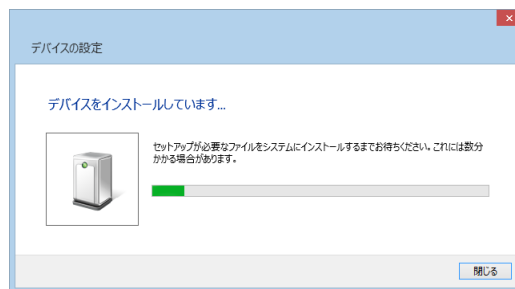 デバイスの設定
デバイスをインストールしています...
セットアップが必要なファイルをシステムにインストールするまでお待ちください。これには数分
かかる場合があります。
閉じる